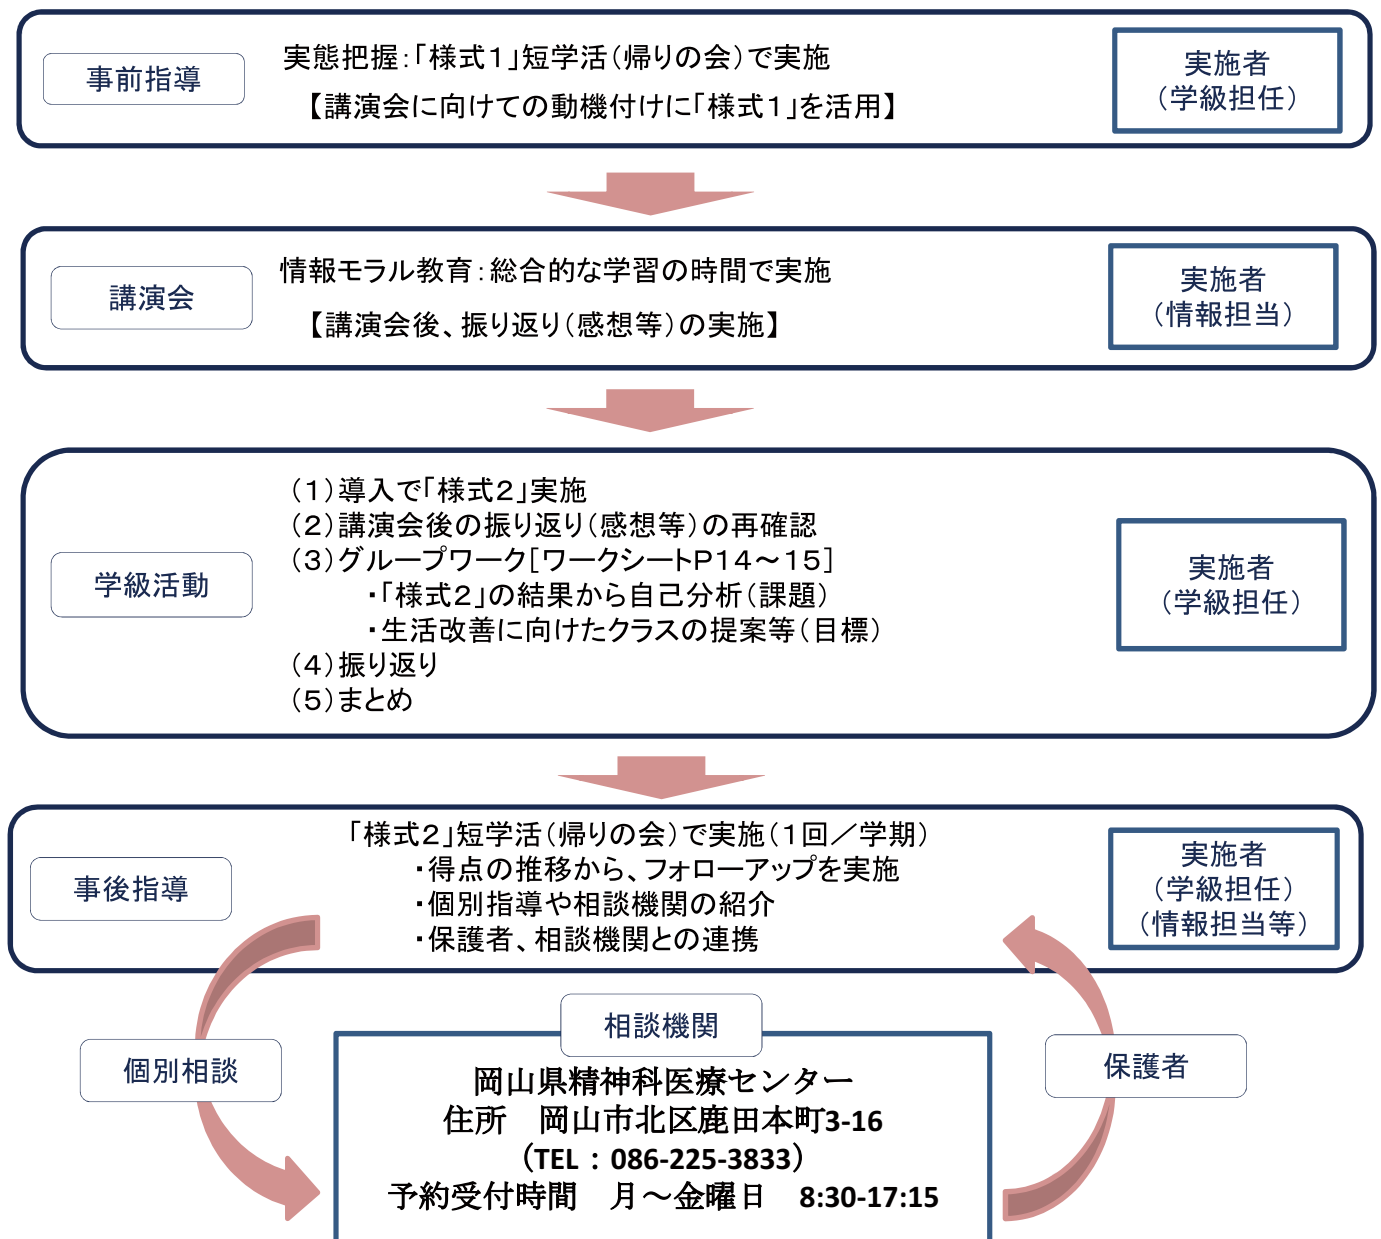 事前指導
実態把握：「様式１」短学活（帰りの会）で実施
【講演会に向けての動機付けに「様式１」を活用】
実施者
（学級担任）
講演会
情報モラル教育：総合的な学習の時間で実施
【講演会後、振り返り（感想等）の実施】
実施者
（情報担当）
学級活動
（１）導入で「様式２」実施
（２）講演会後の振り返り（感想等）の再確認
（３）グループワーク［ワークシートＰ１４～１５］
・「様式２」の結果から自己分析（課題）
・生活改善に向けたクラスの提案等（目標）
（４）振り返り
（５）まとめ
実施者
（学級担任）
事後指導
「様式２」短学活（帰りの会）で実施（１回／学期）
・得点の推移から、フォローアップを実施
・個別指導や相談機関の紹介
・保護者、相談機関との連携
実施者
（学級担任）
（情報担当等）
個別相談
相談機関
岡山県精神科医療センター
住所　岡山市北区鹿田本町3-16
（TEL：086-225-3833）
予約受付時間　月～金曜日　8:30-17:15
保護者